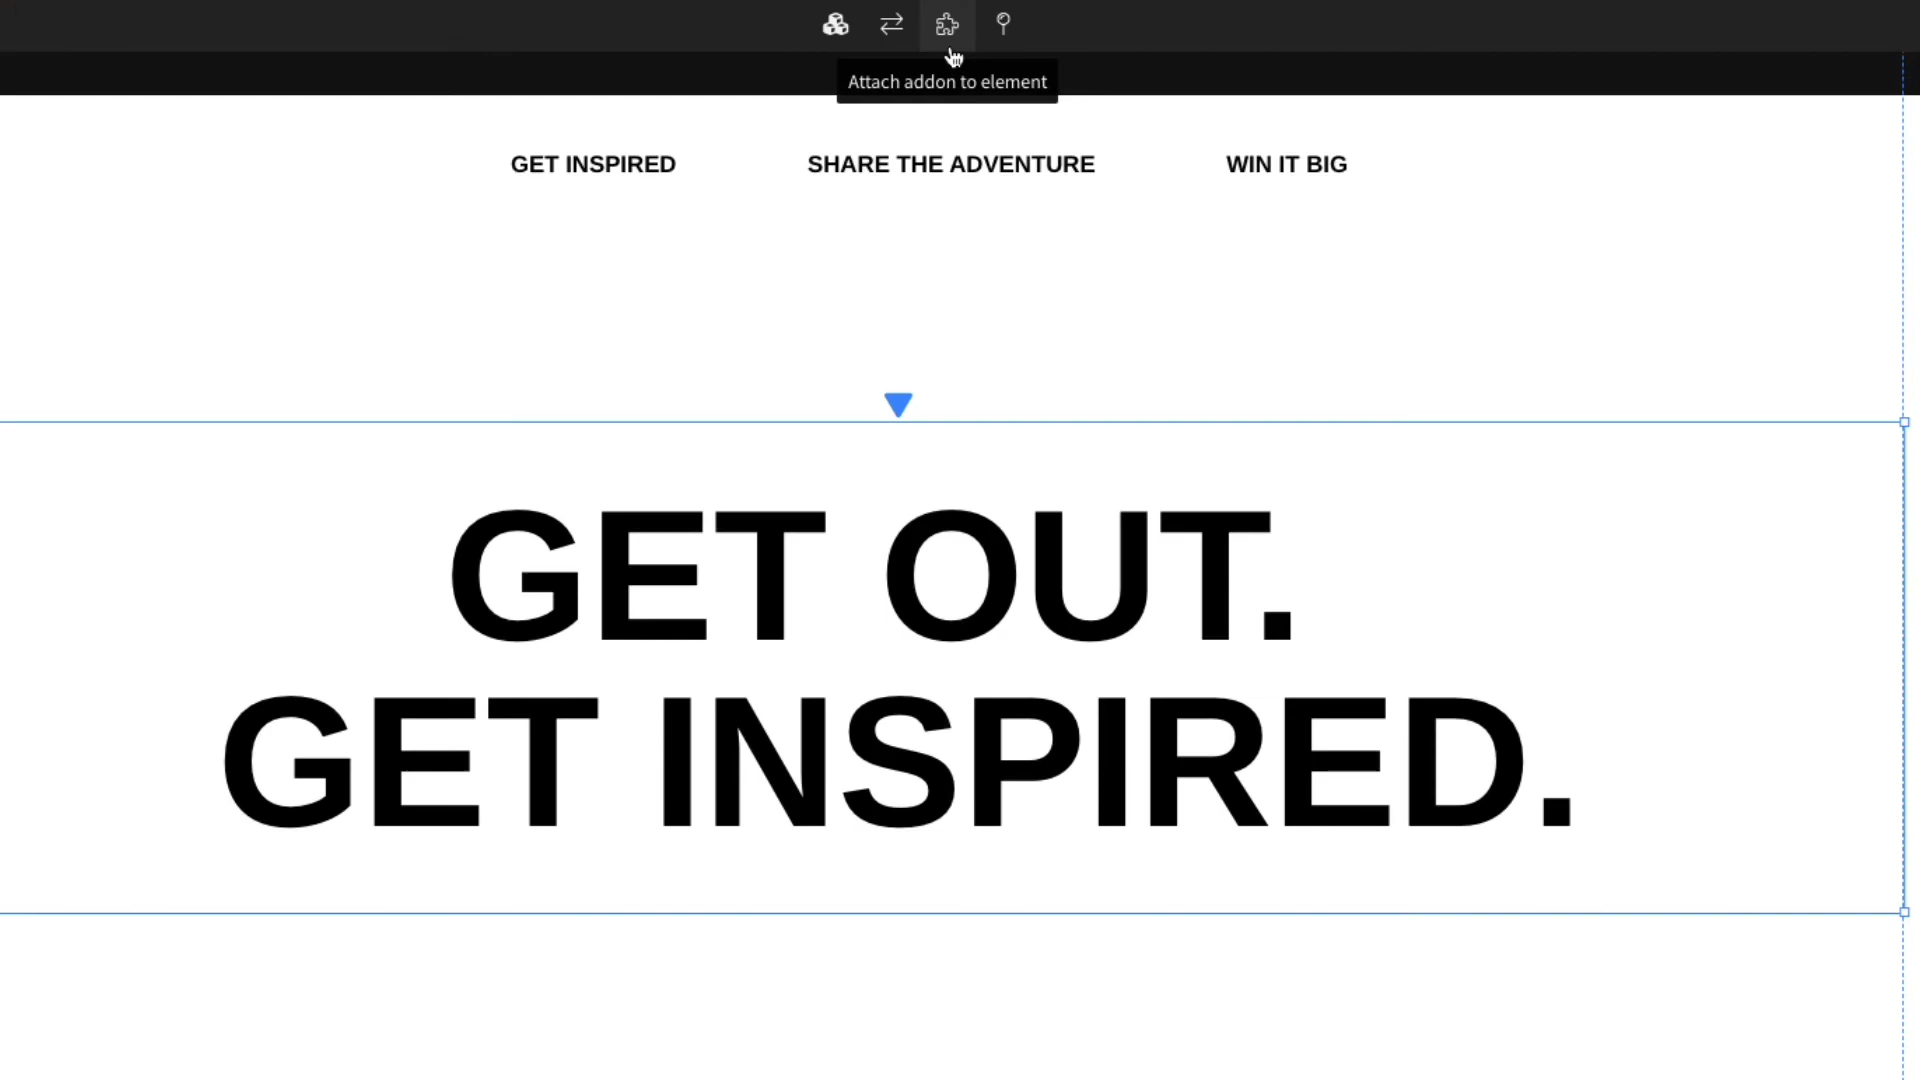 Attach addon to element
GET INSPIRED SHARE THE ADVENTURE WIN IT BIG
GET OUT.
GET INSPIRED.